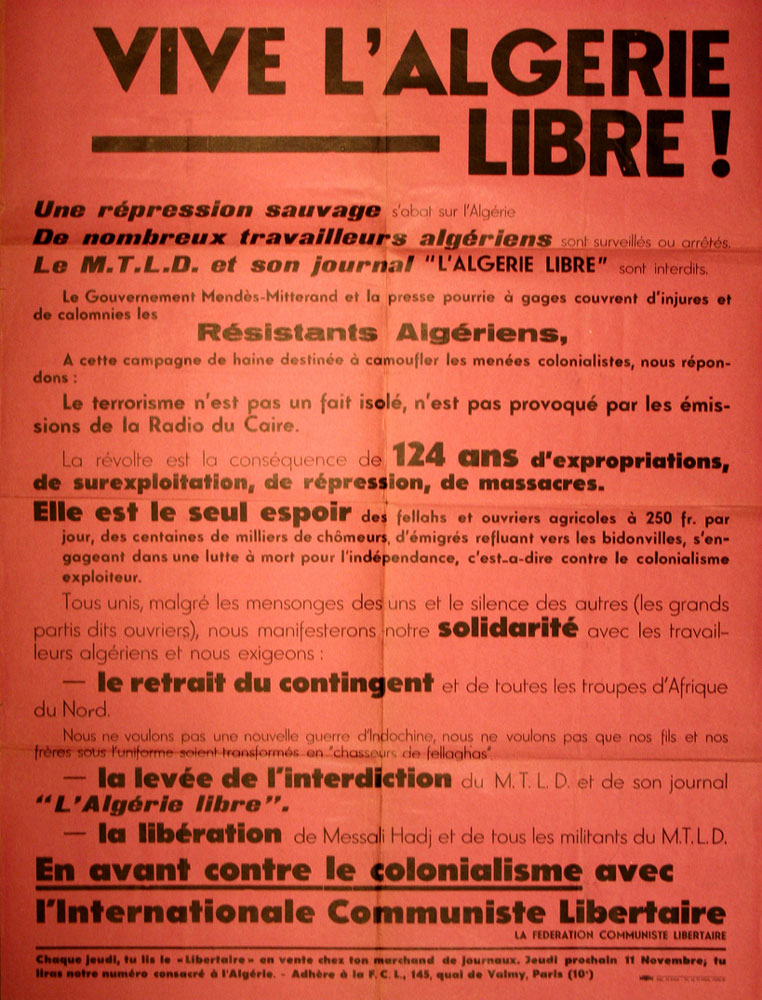 VIVE L'ALGERIE
LIBRE !
Une répression sauvage s'abat sur l'Algérie
De nombreux travailleurs algériens sont surveillés ou arrêtés.
Le M.T.L.D. et son journal "L'ALGERIE LIBRE" sont interdits.
Le Gouvernement Mendès-Mitterand et la presse pourrie à gages couvrent d'injures et
de calomnies les
Résistants Algériens,
A cette campagne de haine destinée à camoufler les menées colonialistes, nous répon-
dons :
Le terrorisme n'est pas un fait isolé, n'est pas provoqué par les émis-
sions de la Radio du Caire.
La révolte est la conséquence de 124 ans d'expropriations,
de surexploitation, de répression, de massacres.
Elle est le seul espoir des fellahs et ouvriers agricoles à 250 fr. par
jour, des centaines de milliers de chômeurs, d'émigrés refluant vers les bidonvilles, s'en-
gageant dans une lutte à mort pour l'indépendance, c'est-a-dire contre le colonialisme
exploiteur.
Tous unis, malgré les mensonges des uns et le silence des autres (les grands
partis dits ouvriers), nous manifesterons notre solidarité avec les travail-
leurs algériens et nous exigeons :
— le retrait du contingent et de toutes les troupes d'Afrique
du Nord.
Nous ne voulons pas une nouvelle guerre d'Indochine, nous ne voulons pas que nos fils et nos
frères sous l'uniforme soient transformés en "chasseurs de fellaghas"
— la levée de l'interdiction du M. T. L. D. et de son journal
"L'Algérie libre".
— la libération de Messali Hadj et de tous les militants du M.T.L.D.
En avant contre le colonialisme avec
l'Internationale Communiste Libertaire
LA FEDERATION COMMUNISTE LIBERTAIRE
Chaque jeudi, tu lis le « Libertaire » en vente chez ton marchand de journaux. Jeudi prochain 11 Novembre, tu
liras notre numéro consacré à l'Algérie. - Adhère à la F. C. L., 145, quai de Valmy, Paris (10e)